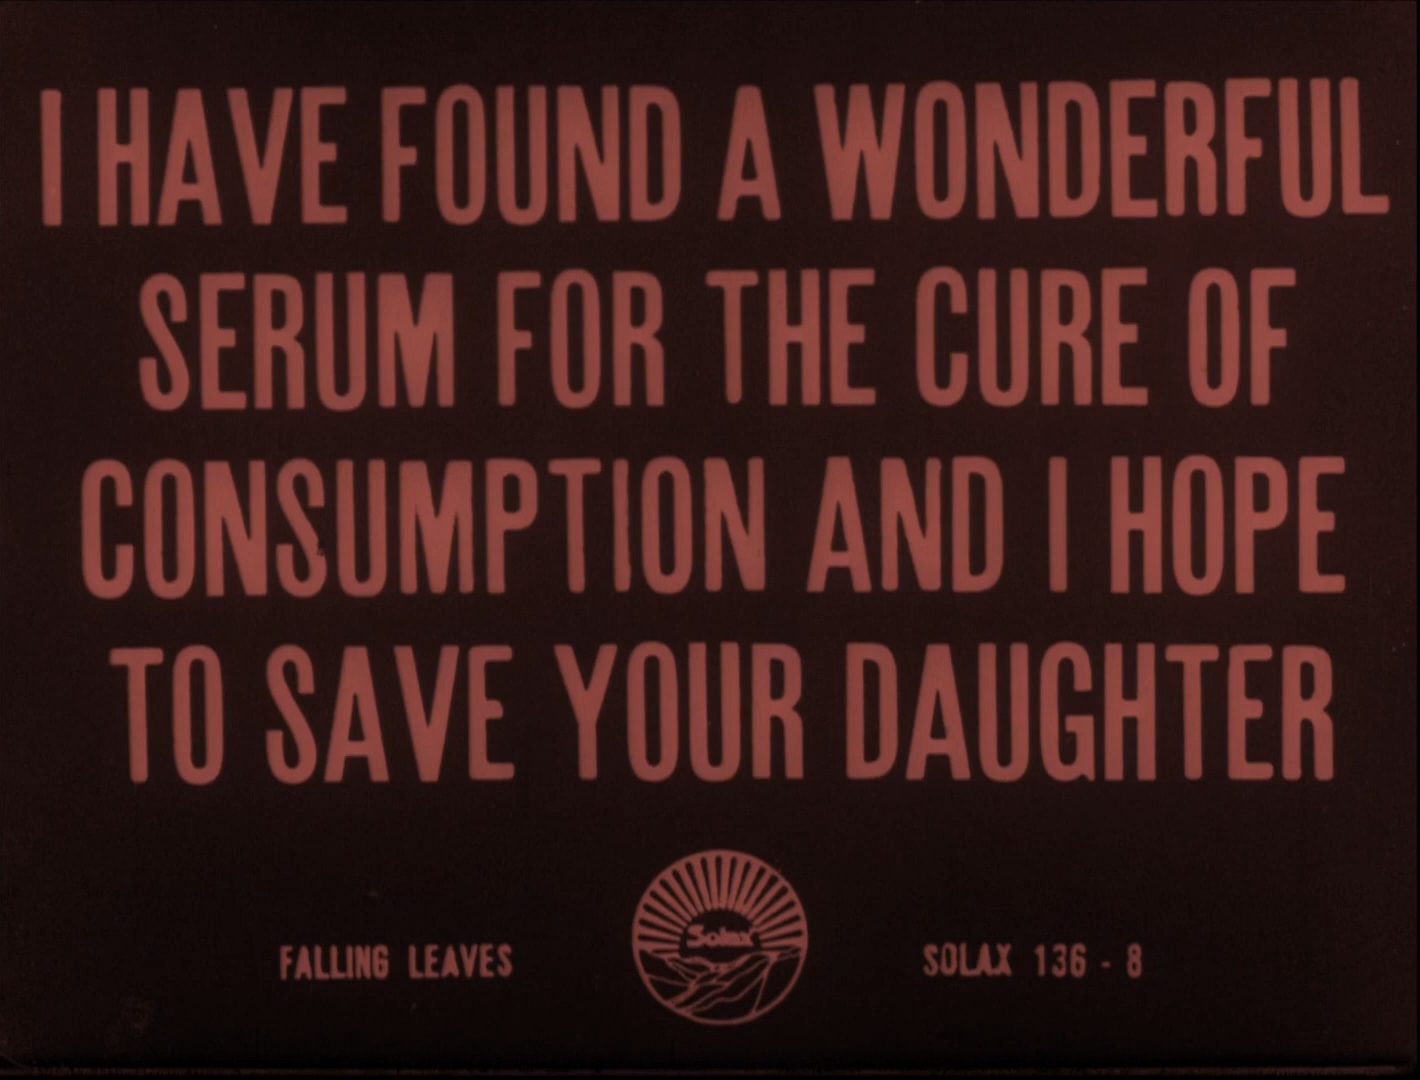 I HAVE FOUND A WONDERFUL
SERUM FOR THE CURE OF
CONSUMPTION AND I HOPE
TO SAVE YOUR DAUGHTER
Solax
FALLING LEAVES SOLAX 136 - 8